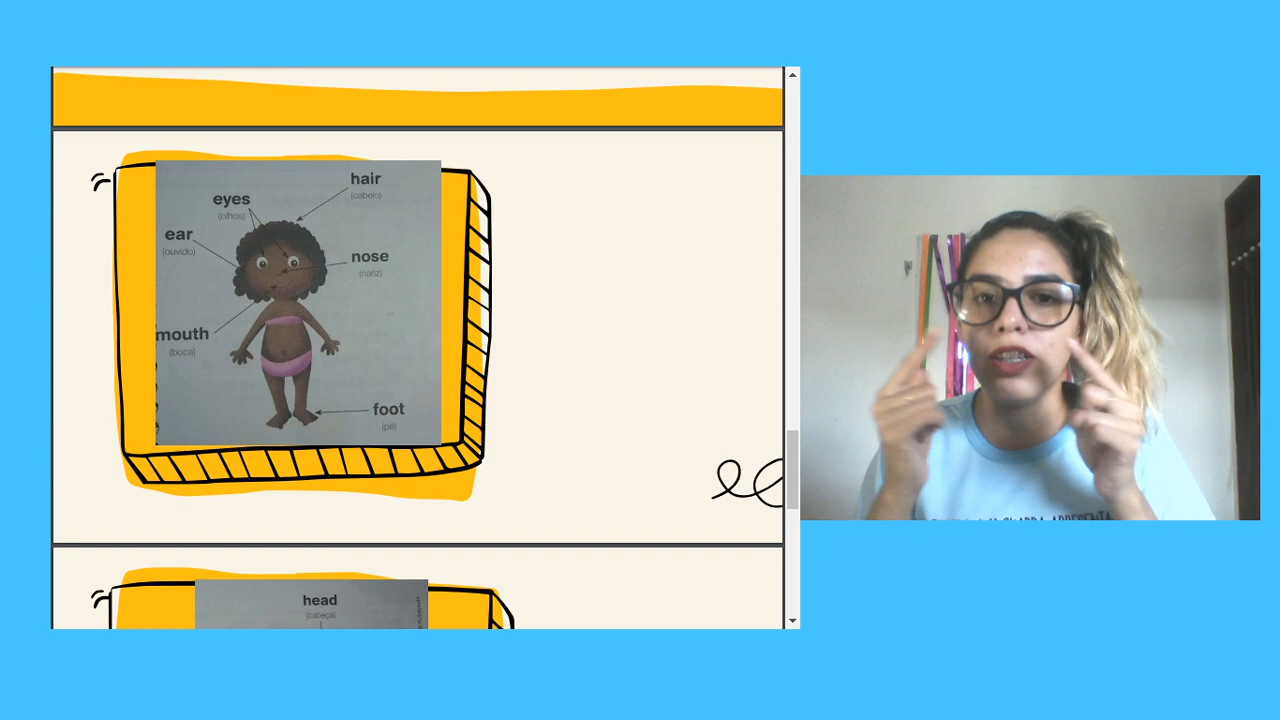 hair
(cabelo)
eyes
(olhos)
ear
(ouvido)
nose
(nariz)
mouth
(boca)
foot
(pé)
head
(cabeça)